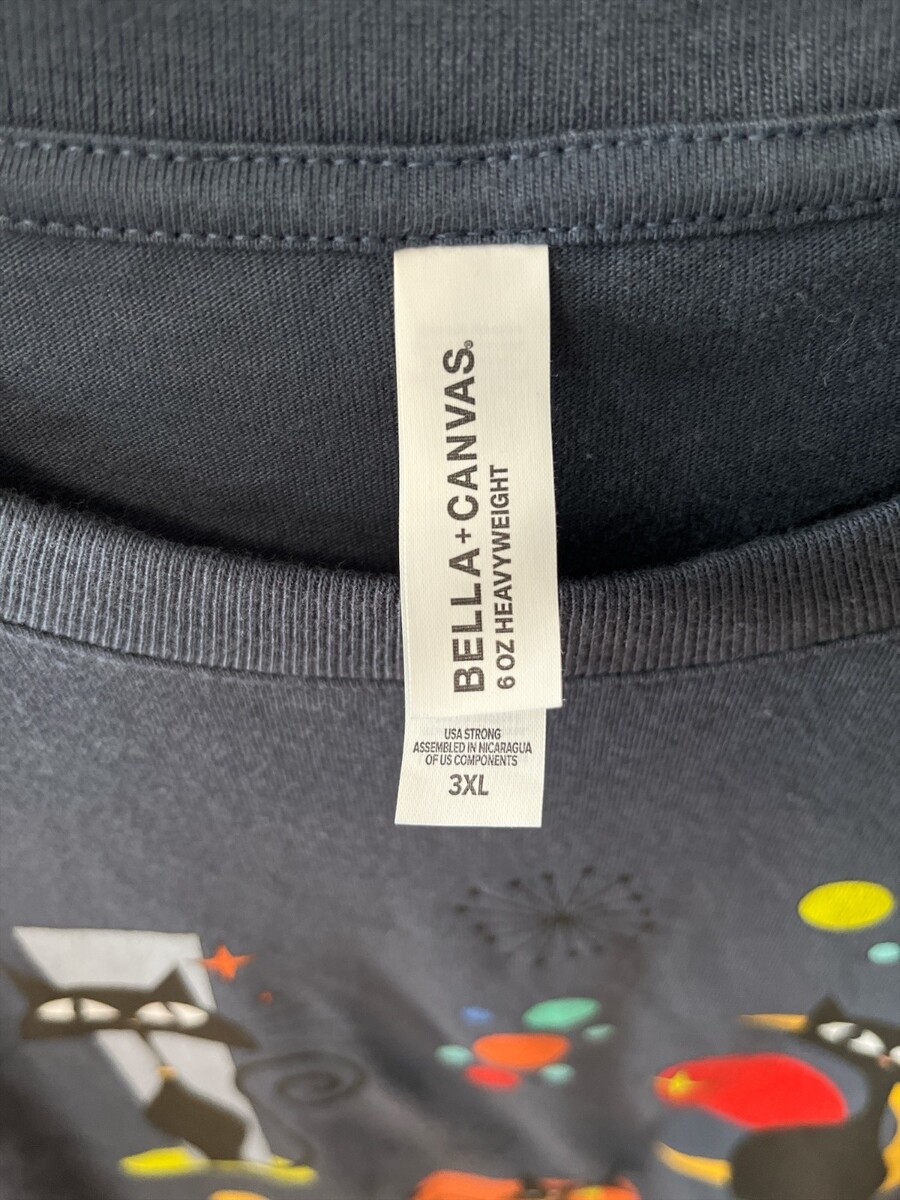 BELLA+CANVAS®
6 OZ HEAVYWEIGHT
USA STRONG
ASSEMBLED IN NICARAGUA
OF US COMPONENTS
3XL